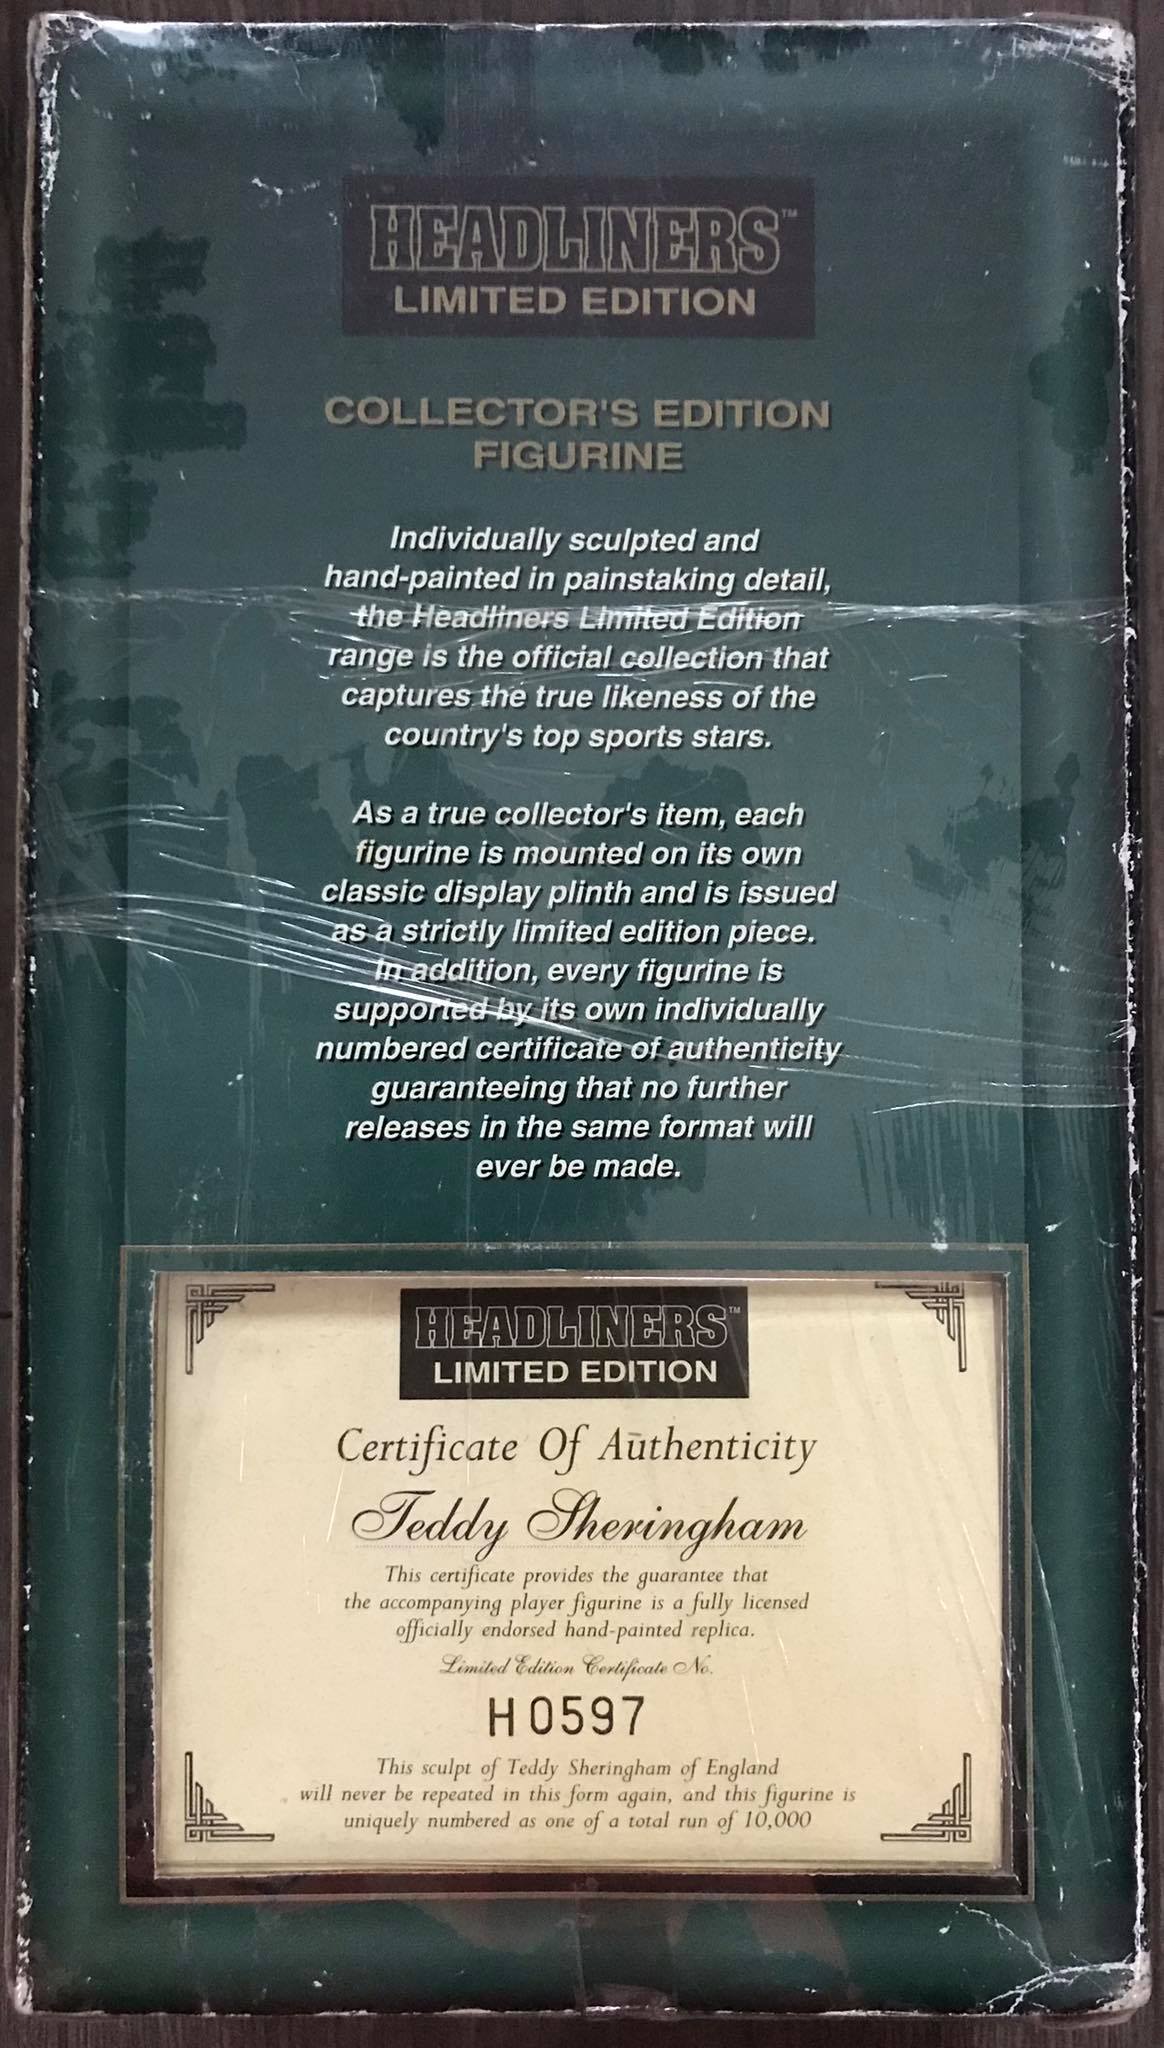 HEADLINERS™
LIMITED EDITION
COLLECTOR'S EDITION
FIGURINE
Individually sculpted and
hand-painted in painstaking detail,
the Headliners Limited Edition
range is the official collection that
captures the true likeness of the
country's top sports stars.
As a true collector's item, each
figurine is mounted on its own
classic display plinth and is issued
as a strictly limited edition piece.
In addition, every figurine is
supported by its own individually
numbered certificate of authenticity
guaranteeing that no further
releases in the same format will
ever be made.
HEADLINERS™
LIMITED EDITION
Certificate Of Authenticity
Teddy Sheringham
This certificate provides the guarantee that
the accompanying player figurine is a fully licensed
officially endorsed hand-painted replica.
Limited Edition Certificate No.
H0597
This sculpt of Teddy Sheringham of England
will never be repeated in this form again, and this figurine is
uniquely numbered as one of a total run of 10,000